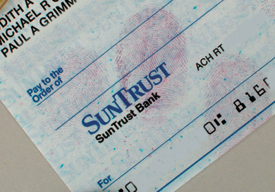 DITH A
MICHAEL R
PAUL A GRIMM
Pay to the
Order of
SUNTRUST
SunTrust Bank
ACH RT
For